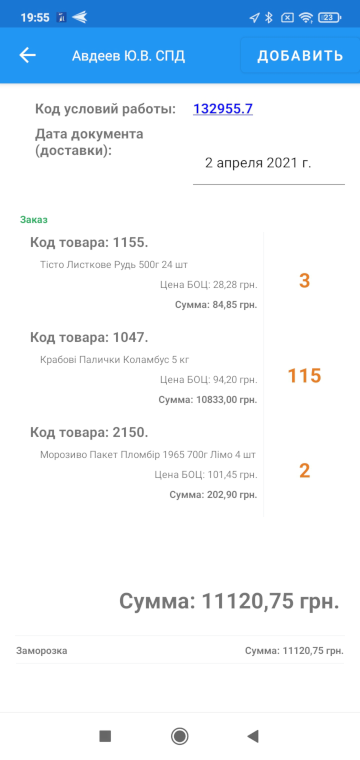 19:55
23
Авдеев Ю.В. СПД
ДОБАВИТЬ
Код условий работы: 132955.7
Дата документа
(доставки):
2 апреля 2021 г.
Заказ
Код товара: 1155.
Тісто Листкове Рудь 500г 24 шт
Цена БОЦ: 28,28 грн.
Сумма: 84,85 грн.
3
Код товара: 1047.
Крабові Палички Коламбус 5 кг
Цена БОЦ: 94,20 грн.
Сумма: 10833,00 грн.
115
Код товара: 2150.
Морозиво Пакет Пломбір 1965 700г Лімо 4 шт
Цена БОЦ: 101,45 грн.
Сумма: 202,90 грн.
2
Сумма: 11120,75 грн.
Заморозка
Сумма: 11120,75 грн.